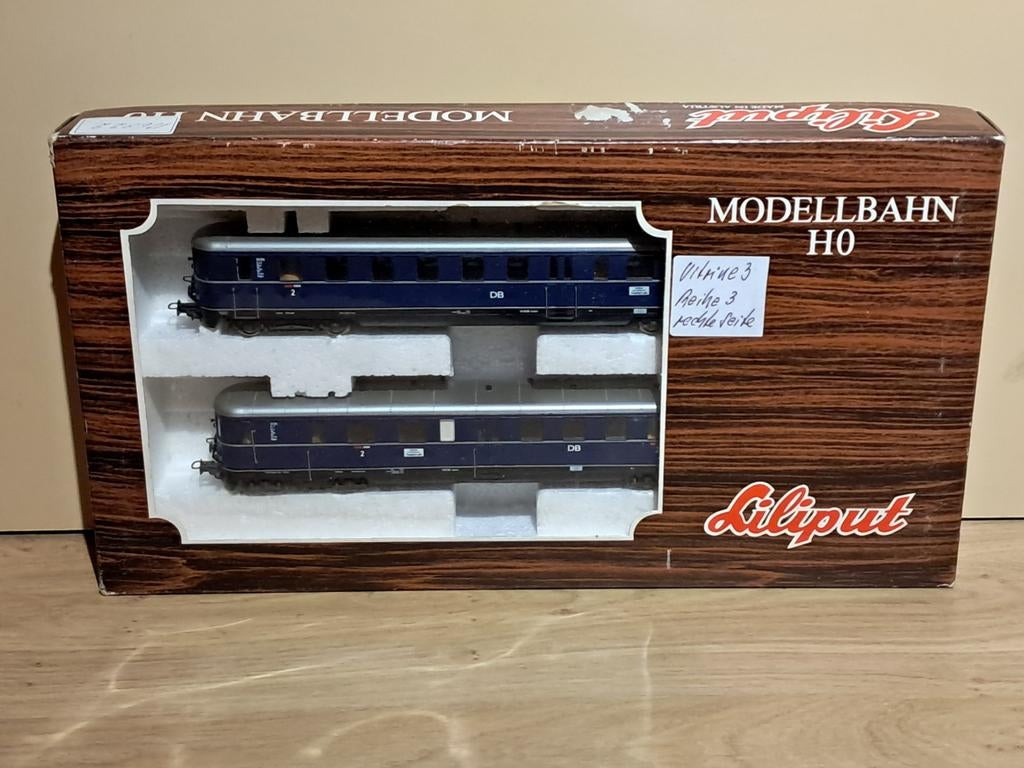 MODELLBAHN H0
Liliput
MADE IN AUSTRIA
MODELLBAHN
H0
Vitrine 3
Reihe 3
rechte Seite
2
DB
2
DB
Liliput